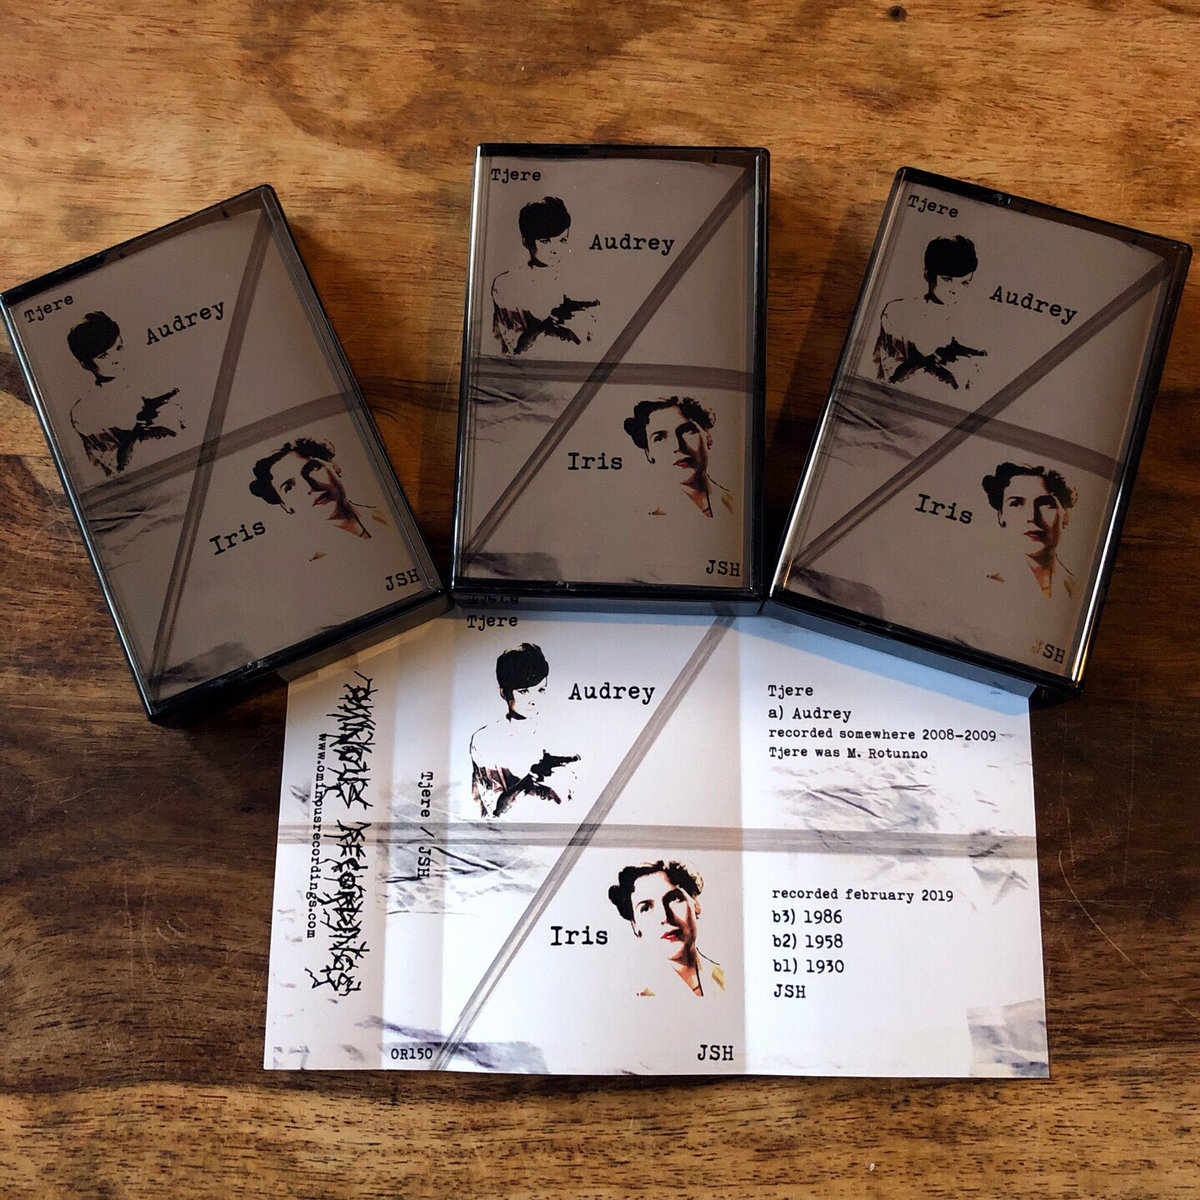 Tjere
Audrey
Iris
JSH
Tjere
Audrey
Iris
JSH
Tjere
Audrey
Iris
JSH
OMINOUS RECORDINGS
www.ominousrecordings.com
Tjere / JSH
OR150
Tjere
Audrey
Iris
JSH
Tjere
a) Audrey
recorded somewhere 2008-2009
Tjere was M. Rotunno
recorded february 2019
b3) 1986
b2) 1958
b1) 1930
JSH